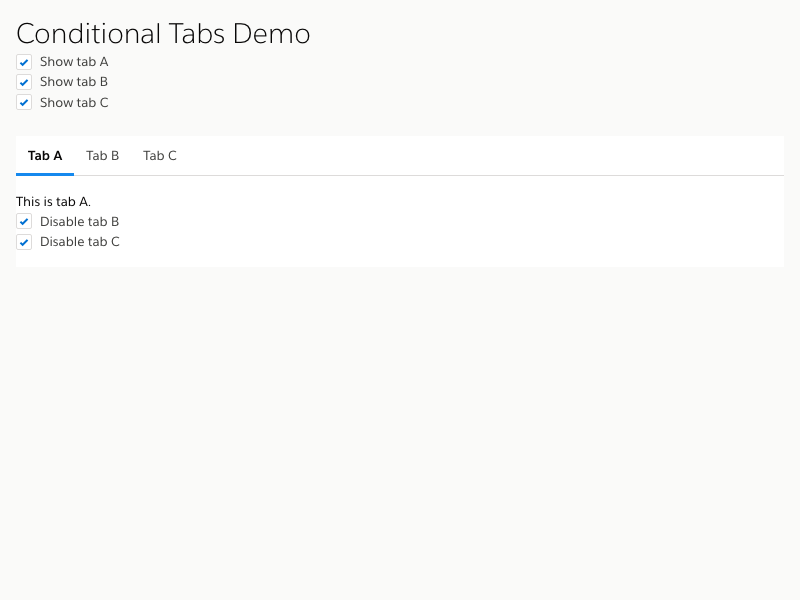 Conditional Tabs Demo
Show tab A
Show tab B
Show tab C
Tab A Tab B Tab C
This is tab A.
Disable tab B
Disable tab C